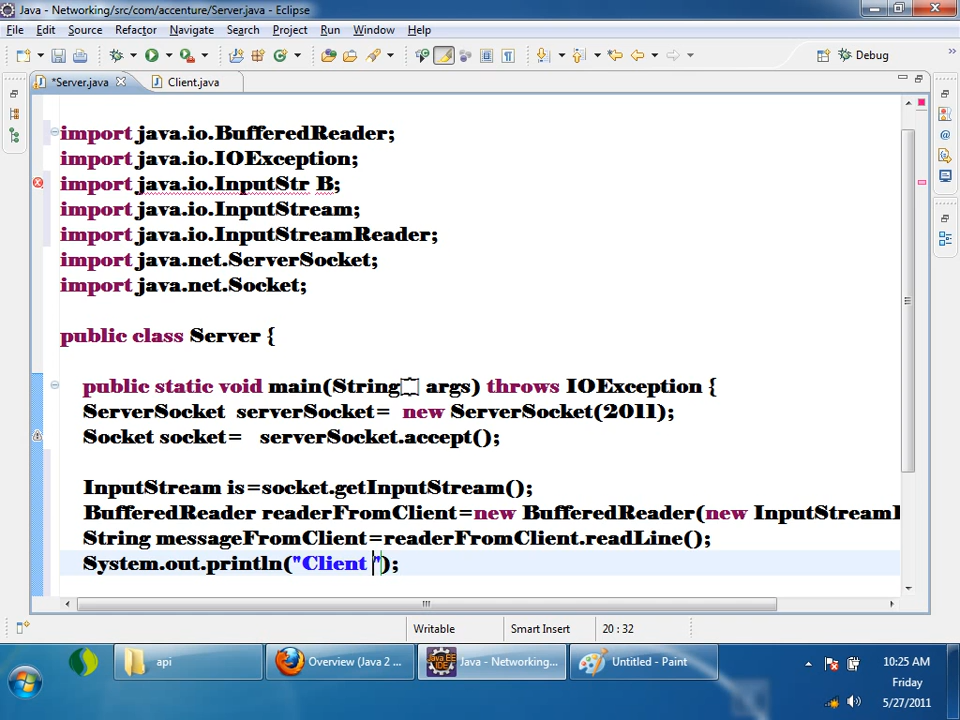 Java - Networking/src/com/accenture/Server.java - Eclipse
File Edit Source Refactor Navigate Search Project Run Window Help
Debug
*Server.java Client.java
import java.io.BufferedReader;
import java.io.IOException;
import java.io.InputStr B;
import java.io.InputStream;
import java.io.InputStreamReader;
import java.net.ServerSocket;
import java.net.Socket;
public class Server {
public static void main(String[] args) throws IOException {
ServerSocket serverSocket= new ServerSocket(2011);
Socket socket= serverSocket.accept();
InputStream is=socket.getInputStream();
BufferedReader readerFromClient=new BufferedReader(new InputStreamR
String messageFromClient=readerFromClient.readLine();
System.out.println("Client ");
Writable Smart Insert 20 : 32
api Overview (Java 2 ... Java - Networking... Untitled - Paint
10:25 AM
Friday
5/27/2011